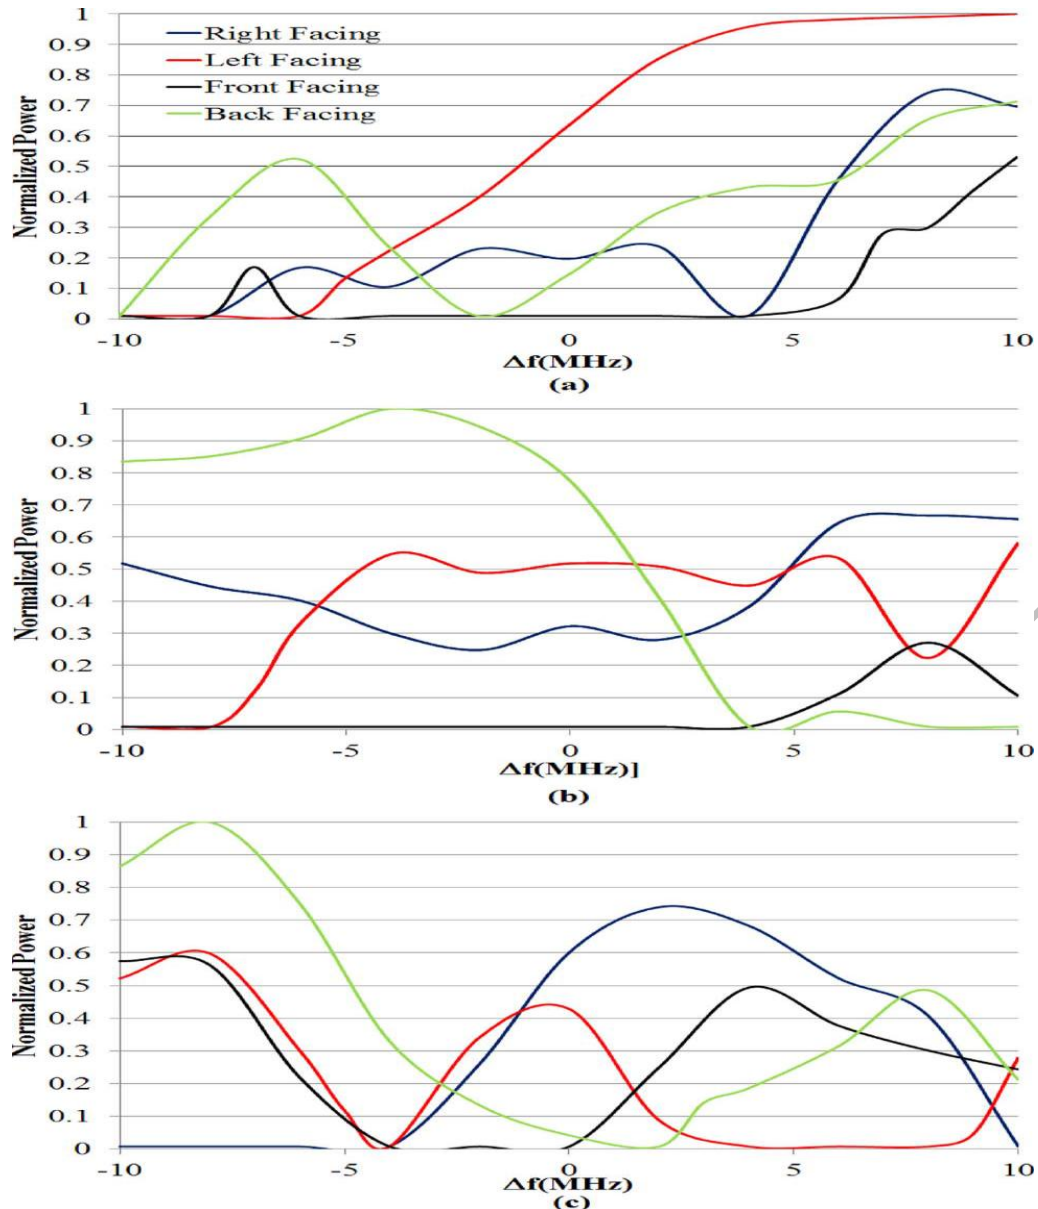 1
0.9
0.8
0.7
0.6
0.5
0.4
0.3
0.2
0.1
0
Normalized Power
Right Facing
Left Facing
Front Facing
Back Facing
-10 -5 0 5 10
Δf(MHz)
(a)
1
0.9
0.8
0.7
0.6
0.5
0.4
0.3
0.2
0.1
0
Normalized Power
-10 -5 0 5 10
Δf(MHz)]
(b)
1
0.9
0.8
0.7
0.6
0.5
0.4
0.3
0.2
0.1
0
Normalized Power
-10 -5 0 5 10
Δf(MHz)
(c)